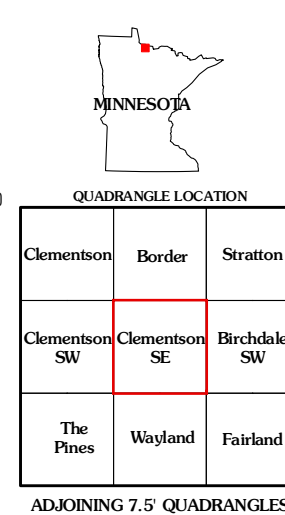 MINNESOTA
QUADRANGLE LOCATION
Clementson
Border
Stratton
Clementson
SW
Clementson
SE
Birchdale
SW
The
Pines
Wayland
Fairland
ADJOINING 7.5' QUADRANGLES